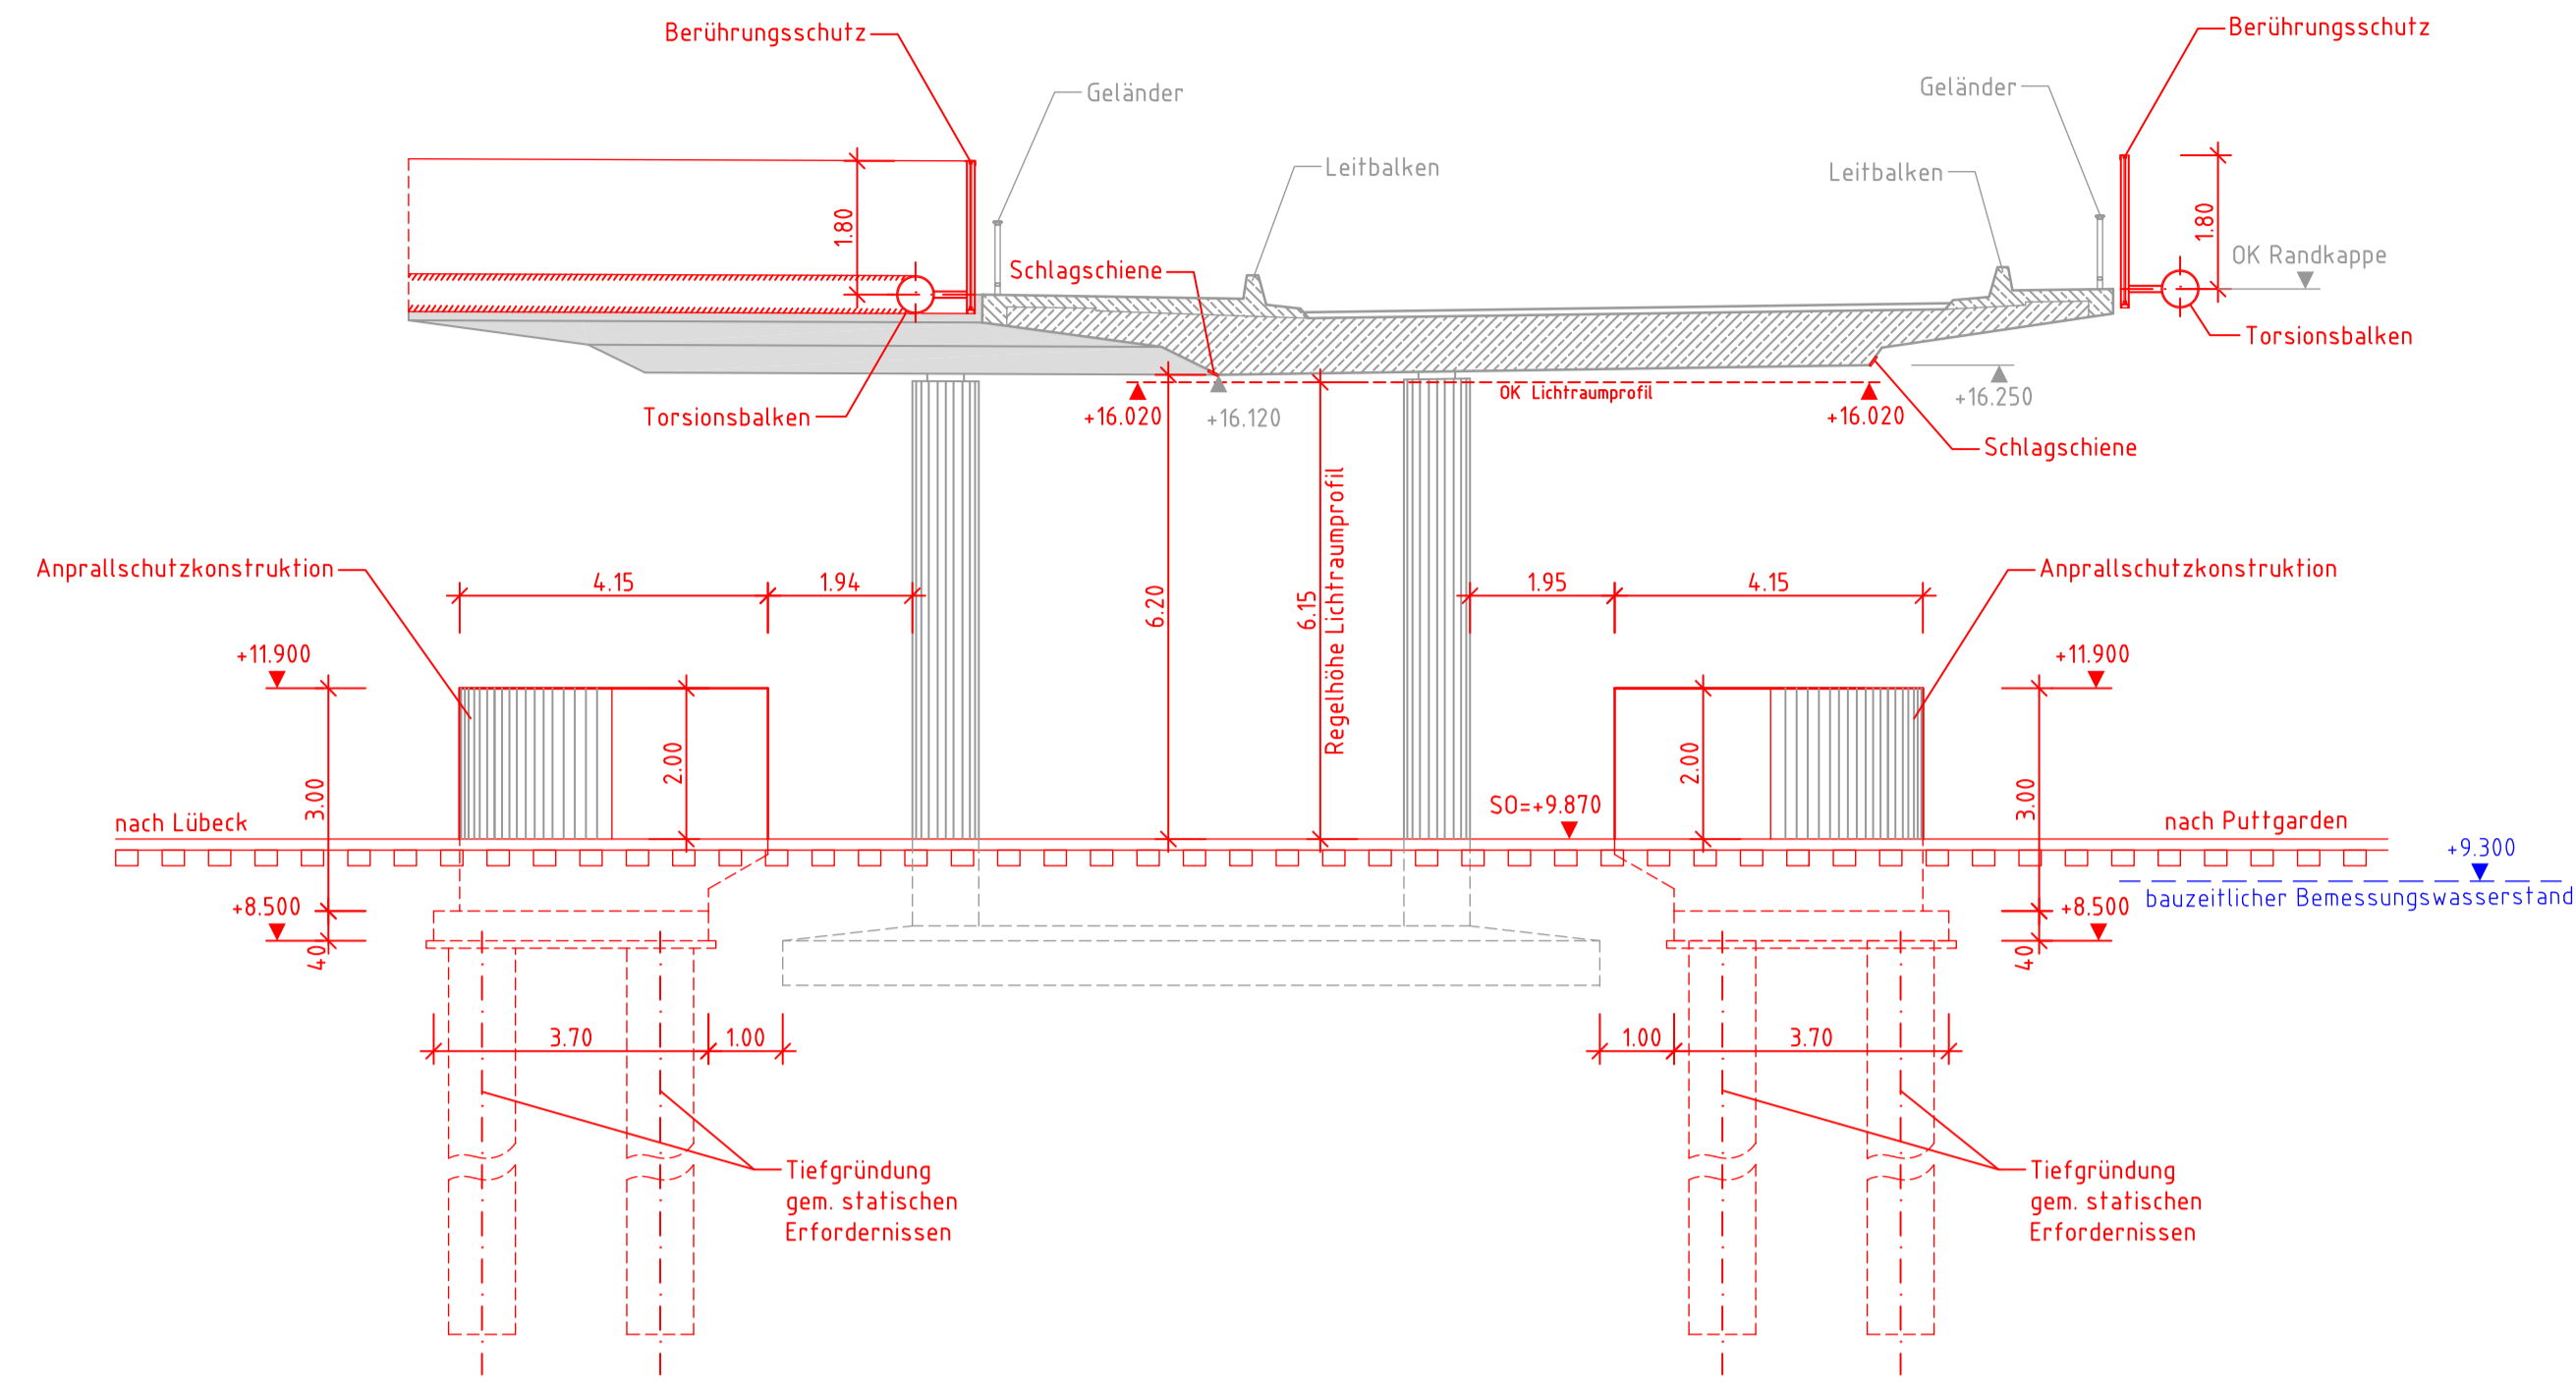 Berührungsschutz
Berührungsschutz
Geländer
Geländer
Leitbalken
Leitbalken
1.80
1.80
OK Randkappe
Schlagschiene
Torsionsbalken
Torsionsbalken
OK Lichtraumprofil
+16.020
+16.120
+16.020
+16.250
Schlagschiene
Anprallschutzkonstruktion
4.15
1.94
6.20
6.15
Regelhöhe Lichtraumprofil
1.95
4.15
Anprallschutzkonstruktion
+11.900
+11.900
3.00
2.00
2.00
3.00
nach Lübeck
SO=+9.870
nach Puttgarden
+9.300
bauzeitlicher Bemessungswasserstand
+8.500
+8.500
40
40
3.70
1.00
1.00
3.70
Tiefgründung
gem. statischen
Erfordernissen
Tiefgründung
gem. statischen
Erfordernissen